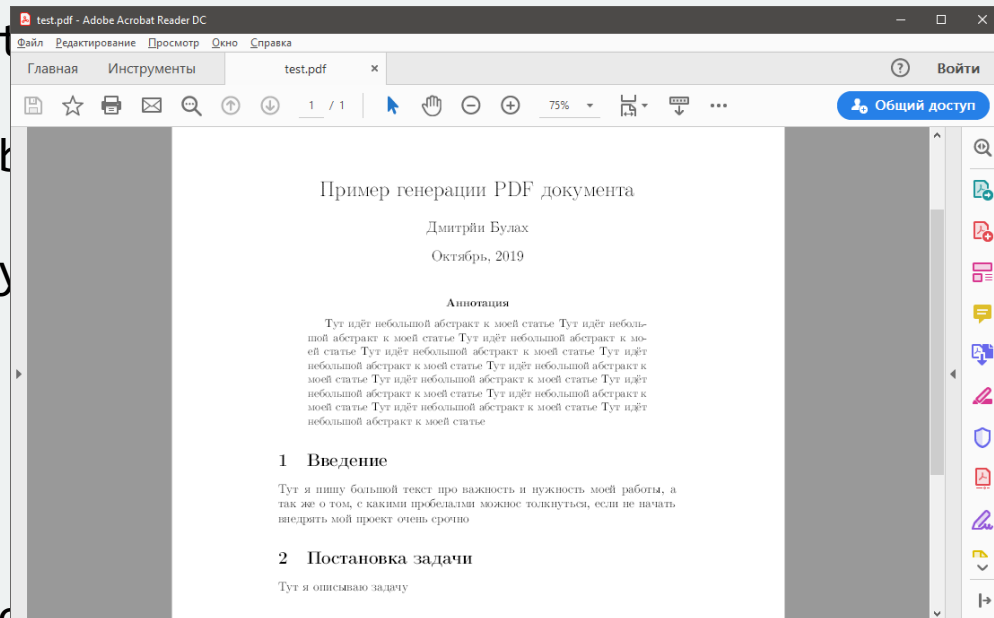 test.pdf - Adobe Acrobat Reader DC
Файл Редактирование Просмотр Окно Справка
Главная Инструменты test.pdf × ? Войти
1 / 1 75% Общий доступ
Пример генерации PDF документа
Дмитрйи Булах
Октябрь, 2019
Аннотация
Тут идёт небольшой абстракт к моей статье Тут идёт неболь-
шой абстракт к моей статье Тут идёт небольшой абстракт к мо-
ей статье Тут идёт небольшой абстракт к моей статье Тут идёт
небольшой абстракт к моей статье Тут идёт небольшой абстракт к
моей статье Тут идёт небольшой абстракт к моей статье Тут идёт
небольшой абстракт к моей статье Тут идёт небольшой абстракт к
моей статье Тут идёт небольшой абстракт к моей статье Тут идёт
небольшой абстракт к моей статье
1 Введение
Тут я пишу большой текст про важность и нужность моей работы, а
так же о том, с какими пробелалми можнос толкнуться, если не начать
внедрять мой проект очень срочно
2 Постановка задачи
Тут я описываю задачу